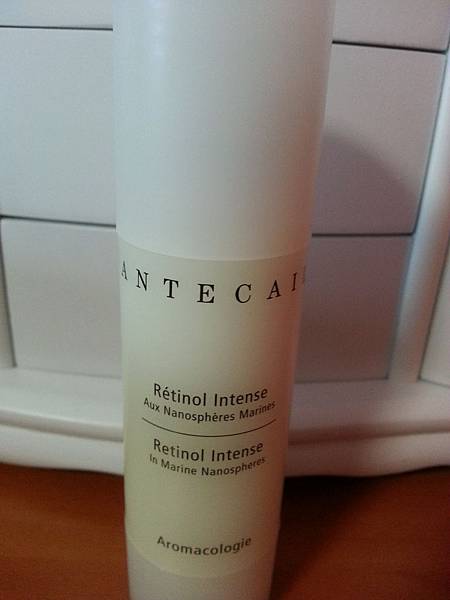 ANTECAI
Rétinol Intense
Aux Nanosphères Marines
Retinol Intense
In Marine Nanospheres
Aromacologie